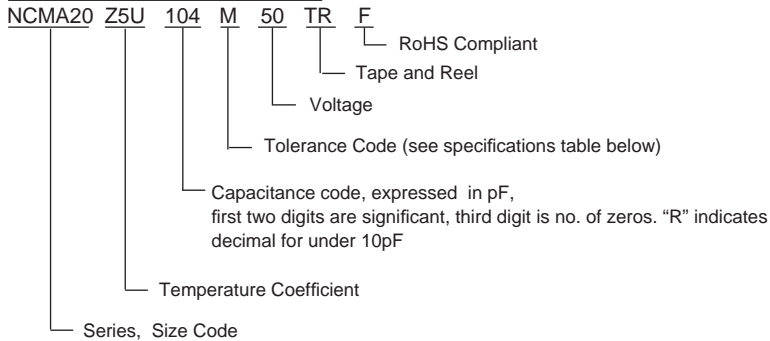 NCMA20 Z5U 104 M 50 TR F
RoHS Compliant
Tape and Reel
Voltage
Tolerance Code (see specifications table below)
Capacitance code, expressed in pF,
first two digits are significant, third digit is no. of zeros. “R” indicates
decimal for under 10pF
Temperature Coefficient
Series, Size Code